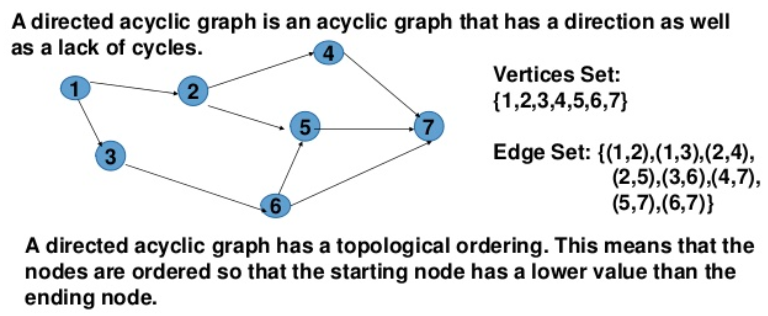 A directed acyclic graph is an acyclic graph that has a direction as well
as a lack of cycles.
4
1
2
Vertices Set:
{1,2,3,4,5,6,7}
5
7
3
Edge Set: {(1,2),(1,3),(2,4),
(2,5),(3,6),(4,7),
(5,7),(6,7)}
6
A directed acyclic graph has a topological ordering. This means that the
nodes are ordered so that the starting node has a lower value than the
ending node.